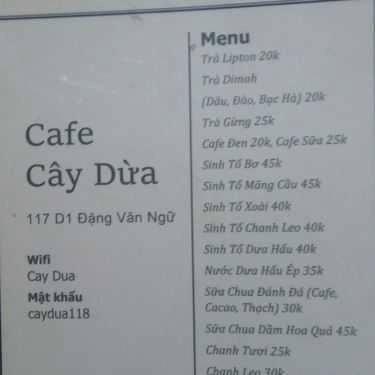 Cafe
Cây Dừa
117 D1 Đặng Văn Ngữ
Wifi
Cay Dua
Mật khẩu
caydua118
Menu
Trà Lipton 20k
Trà Dimah
(Dâu, Đào, Bạc Hà) 20k
Trà Gừng 25k
Cafe Đen 20k, Cafe Sữa 25k
Sinh Tố Bơ 45k
Sinh Tố Mãng Cầu 45k
Sinh Tố Xoài 40k
Sinh Tố Chanh Leo 40k
Sinh Tố Dưa Hấu 40k
Nước Dưa Hấu Ép 35k
Sữa Chua Đánh Đá (Cafe,
Cacao, Thạch) 30k
Sữa Chua Dầm Hoa Quả 45k
Chanh Tươi 25k
Chanh Leo 30k